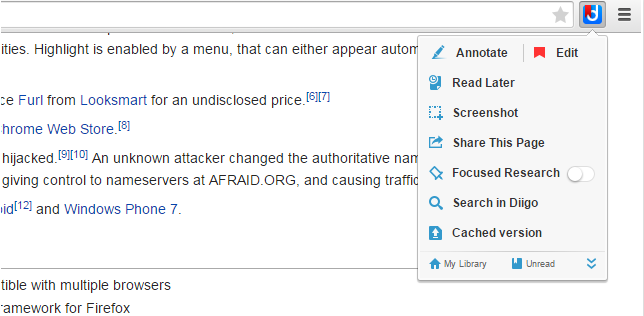 ities. Highlight is enabled by a menu, that can either appear autom
ce Furl from Looksmart for an undisclosed price.[6][7]
hrome Web Store.[8]
hijacked.[9][10] An unknown attacker changed the authoritative nam
giving control to nameservers at AFRAID.ORG, and causing traffic
oid[12] and Windows Phone 7.
tible with multiple browsers
ramework for Firefox
Annotate Edit
Read Later
Screenshot
Share This Page
Focused Research
Search in Diigo
Cached version
My Library Unread